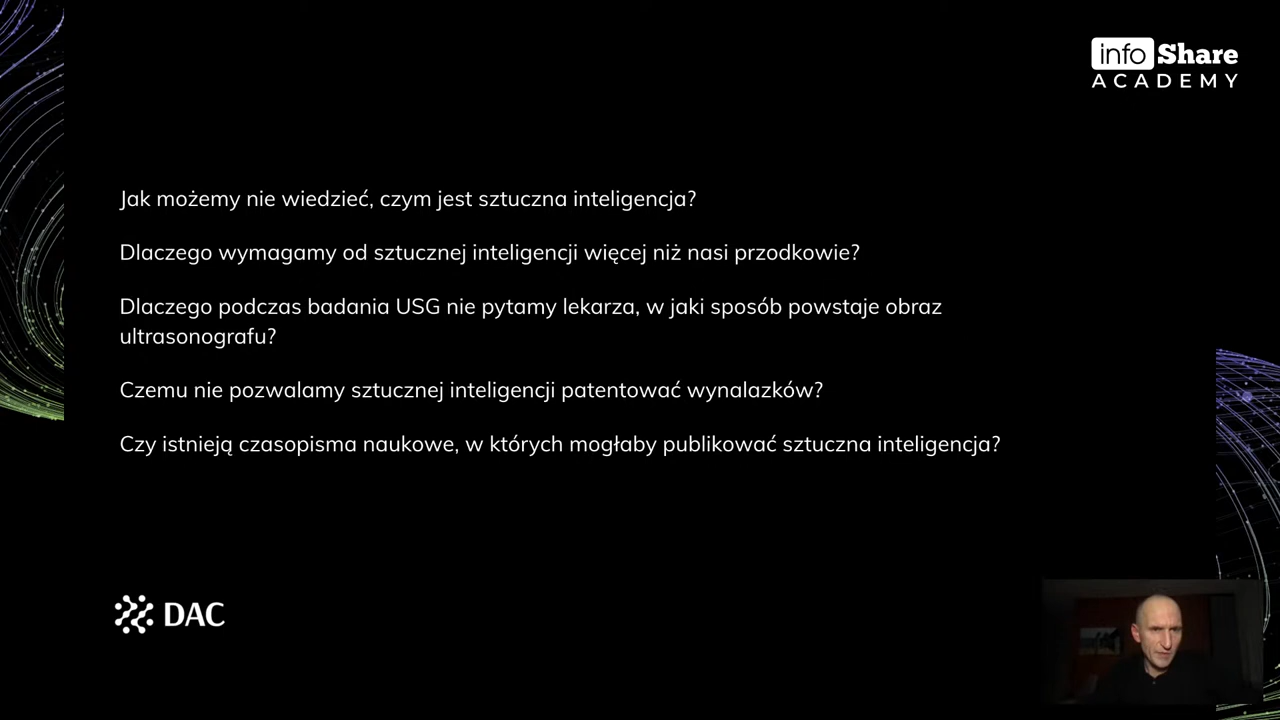 info Share
ACADEMY
Jak możemy nie wiedzieć, czym jest sztuczna inteligencja?
Dlaczego wymagamy od sztucznej inteligencji więcej niż nasi przodkowie?
Dlaczego podczas badania USG nie pytamy lekarza, w jaki sposób powstaje obraz
ultrasonografu?
Czemu nie pozwalamy sztucznej inteligencji patentować wynalazków?
Czy istnieją czasopisma naukowe, w których mogłaby publikować sztuczna inteligencja?
DAC